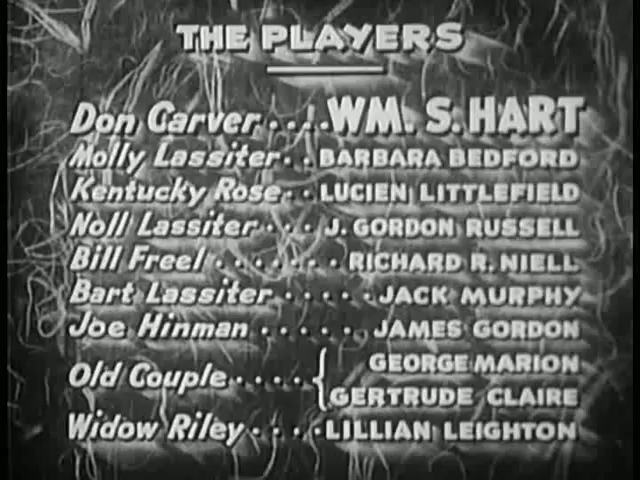 THE PLAYERS
Don Carver....WM. S. HART
Molly Lassiter..BARBARA BEDFORD
Kentucky Rose..LUCIEN LITTLEFIELD
Noll Lassiter...J. GORDON RUSSELL
Bill Freel.......RICHARD R. NIELL
Bart Lassiter.....JACK MURPHY
Joe Hinman.....JAMES GORDON
Old Couple....{GEORGE MARION
GERTRUDE CLAIRE
Widow Riley....LILLIAN LEIGHTON